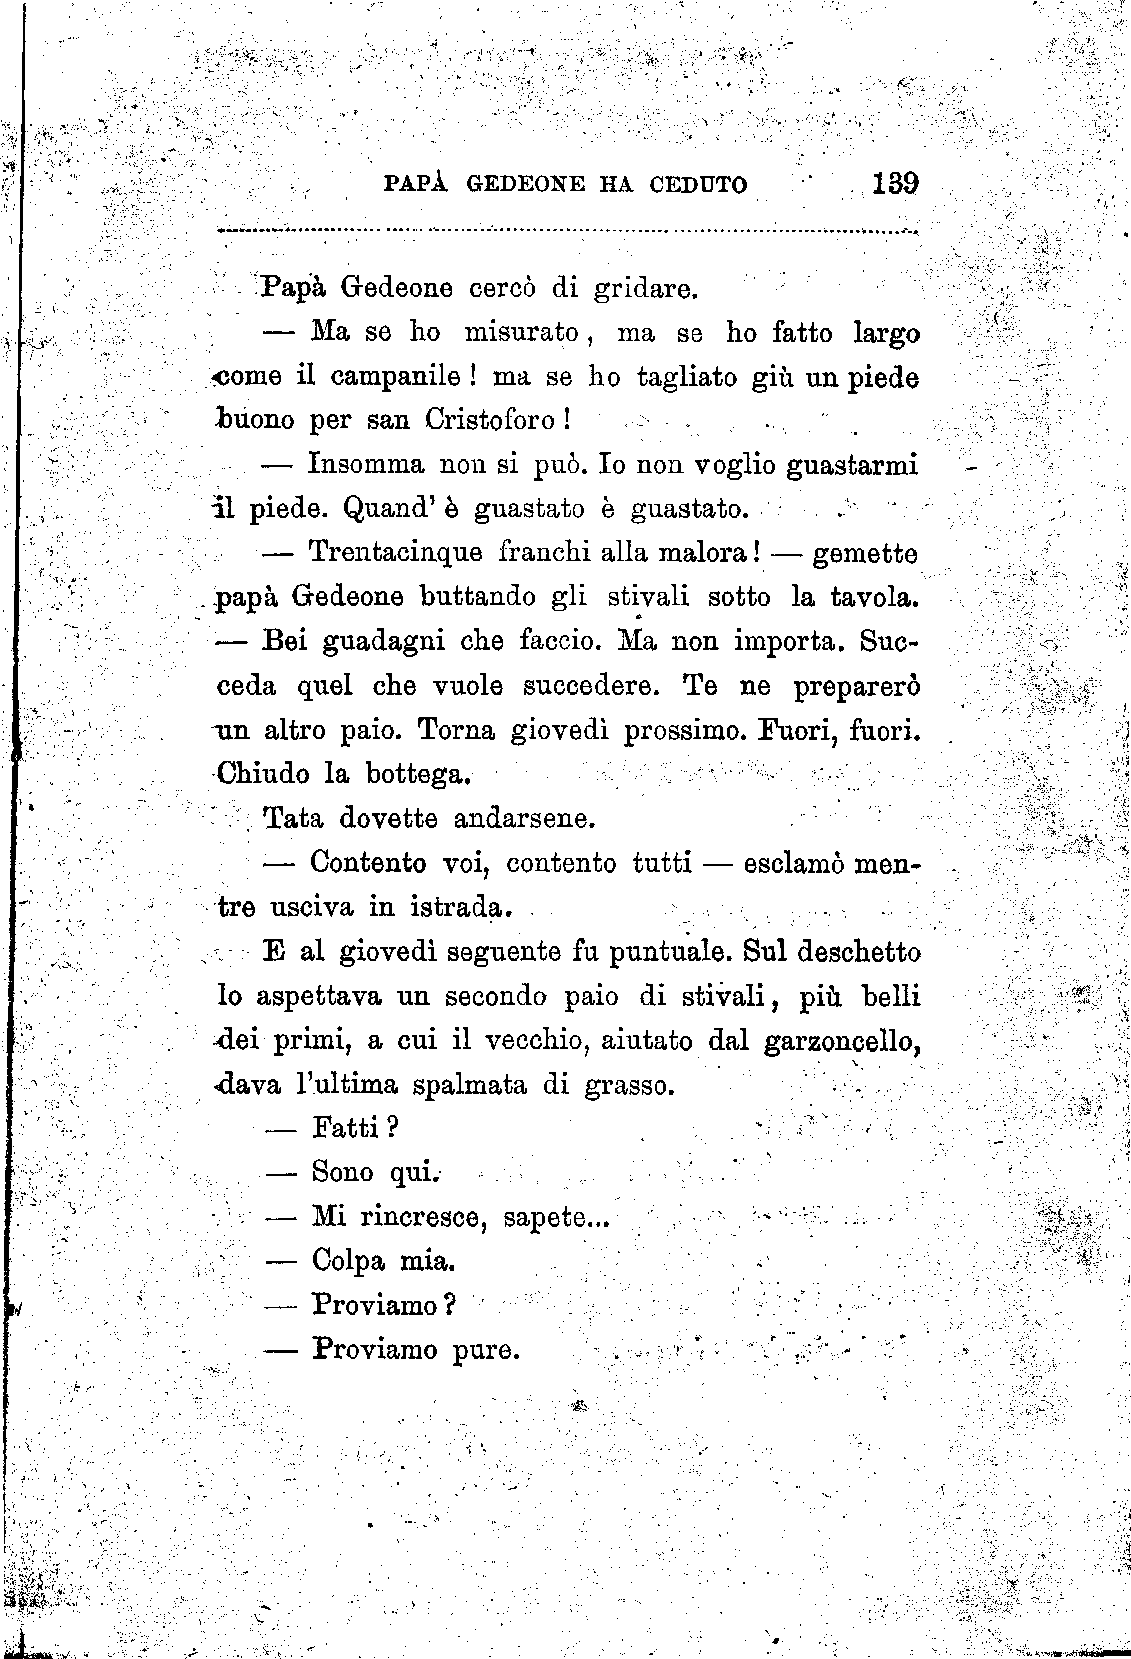 PAPÀ GEDEONE HA CEDUTO 139
Papà Gedeone cercò di gridare.
— Ma se ho misurato, ma se ho fatto largo
come il campanile! ma se ho tagliato giù un piede
buono per san Cristoforo!
— Insomma non si può. Io non voglio guastarmi
il piede. Quand' è guastato è guastato.
— Trentacinque franchi alla malora! — gemette
papà Gedeone buttando gli stivali sotto la tavola.
— Bei guadagni che faccio. Ma non importa. Suc-
ceda quel che vuole succedere. Te ne preparerò
un altro paio. Torna giovedì prossimo. Fuori, fuori.
Chiudo la bottega.
Tata dovette andarsene.
— Contento voi, contento tutti — esclamò men-
tre usciva in istrada.
E al giovedì seguente fu puntuale. Sul deschetto
lo aspettava un secondo paio di stivali, più belli
dei primi, a cui il vecchio, aiutato dal garzoncello,
dava l'ultima spalmata di grasso.
— Fatti?
— Sono qui.
— Mi rincresce, sapete...
— Colpa mia.
— Proviamo?
— Proviamo pure.